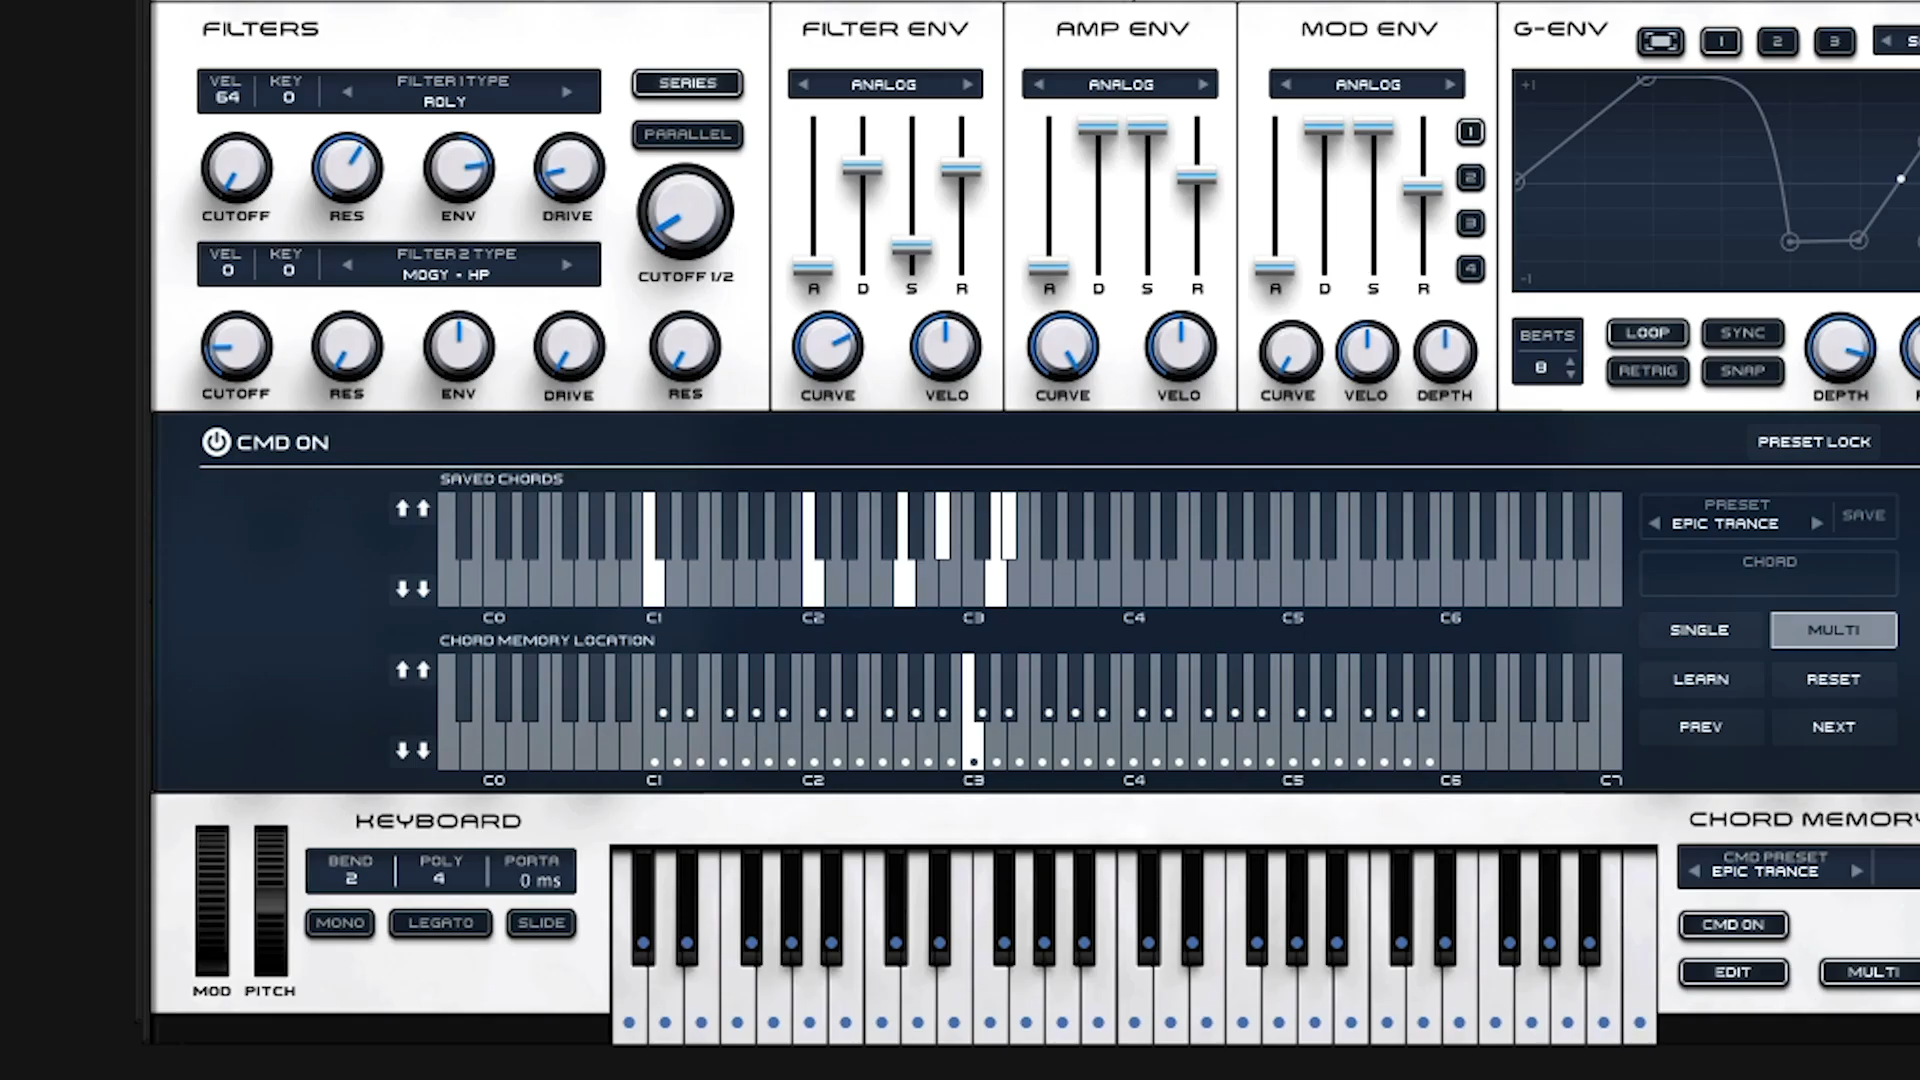 FILTERS
VEL 64
KEY 0
FILTER 1 TYPE
ROLY
SERIES
PARALLEL
CUTOFF RES ENV DRIVE
VEL 0
KEY 0
FILTER 2 TYPE
MOGY - HP
CUTOFF 1/2
CUTOFF RES ENV DRIVE RES
FILTER ENV
ANALOG
A D S R
CURVE VELO
AMP ENV
ANALOG
A D S R
CURVE VELO
MOD ENV
ANALOG
1
2
3
4
A D S R
CURVE VELO DEPTH
G-ENV
1 2 3
+1
-1
BEATS
8
LOOP SYNC
RETRIG SNAP
DEPTH
CMD ON
PRESET LOCK
SAVED CHORDS
C0 C1 C2 C3 C4 C5 C6
PRESET
EPIC TRANCE
SAVE
CHORD
CHORD MEMORY LOCATION
C0 C1 C2 C3 C4 C5 C6 C7
SINGLE MULTI
LEARN RESET
PREV NEXT
KEYBOARD
BEND POLY PORTA
2 4 0 ms
MONO LEGATO SLIDE
MOD PITCH
CHORD MEMORY
CMD PRESET
EPIC TRANCE
CMD ON
EDIT MULTI